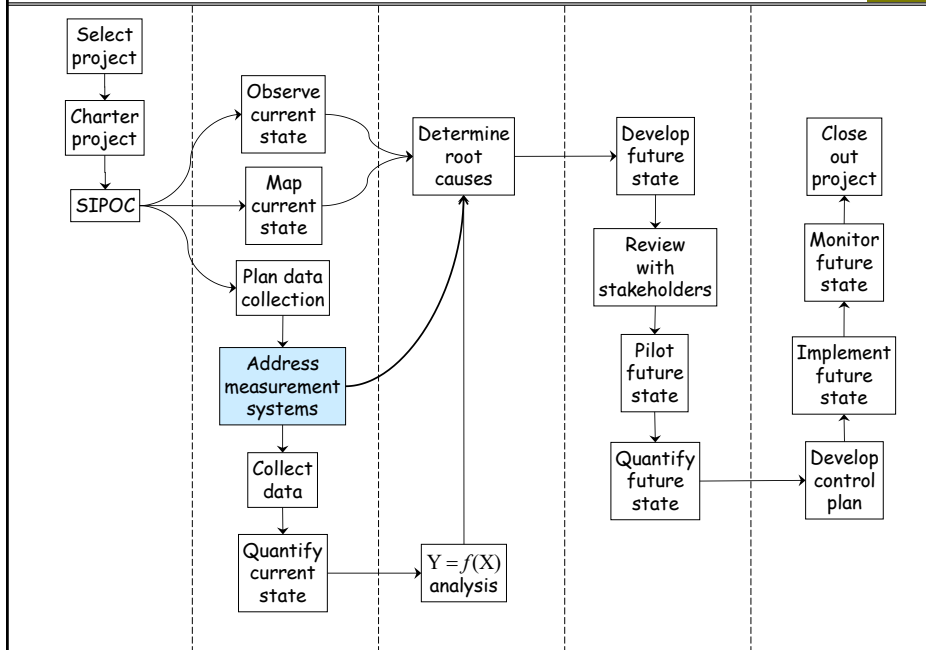 Select
project
Charter
project
SIPOC
Observe
current
state
Map
current
state
Plan data
collection
Address
measurement
systems
Collect
data
Quantify
current
state
Determine
root
causes
Y = f(X)
analysis
Develop
future
state
Review
with
stakeholders
Pilot
future
state
Quantify
future
state
Close
out
project
Monitor
future
state
Implement
future
state
Develop
control
plan